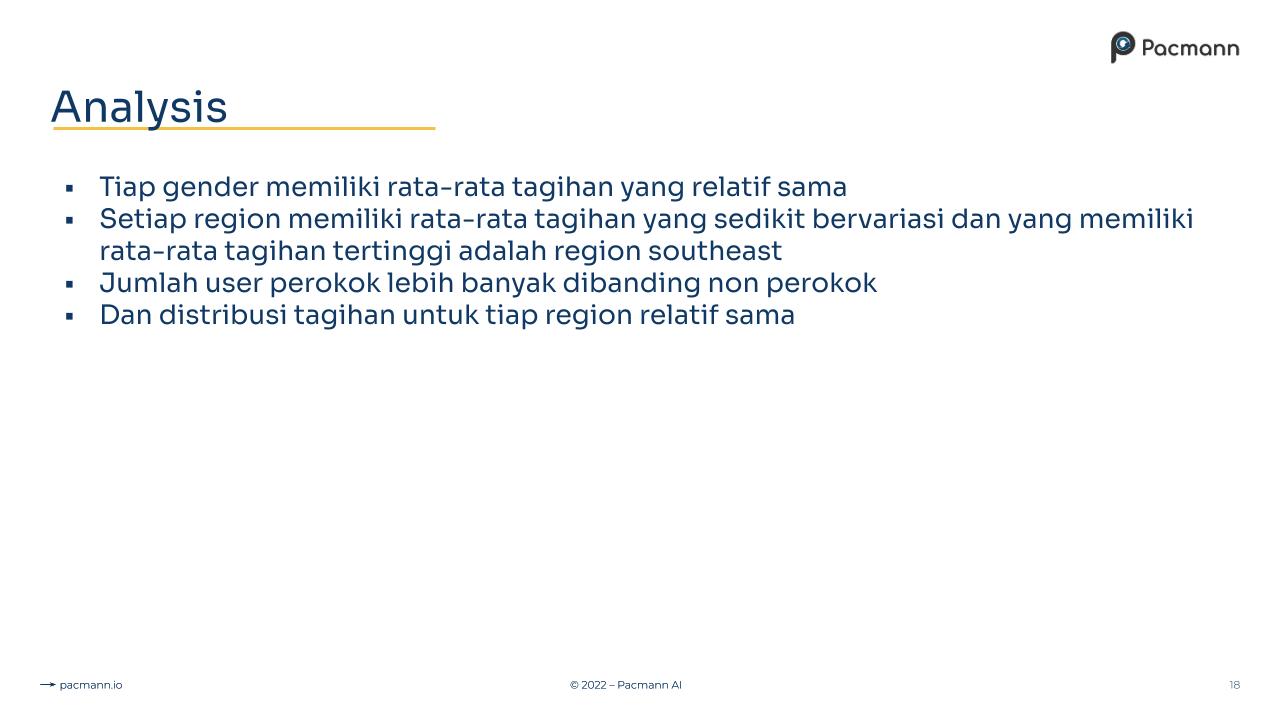 Pacmann
Analysis
▪ Tiap gender memiliki rata-rata tagihan yang relatif sama
▪ Setiap region memiliki rata-rata tagihan yang sedikit bervariasi dan yang memiliki
rata-rata tagihan tertinggi adalah region southeast
▪ Jumlah user perokok lebih banyak dibanding non perokok
▪ Dan distribusi tagihan untuk tiap region relatif sama
pacmann.io
© 2022 – Pacmann AI
18